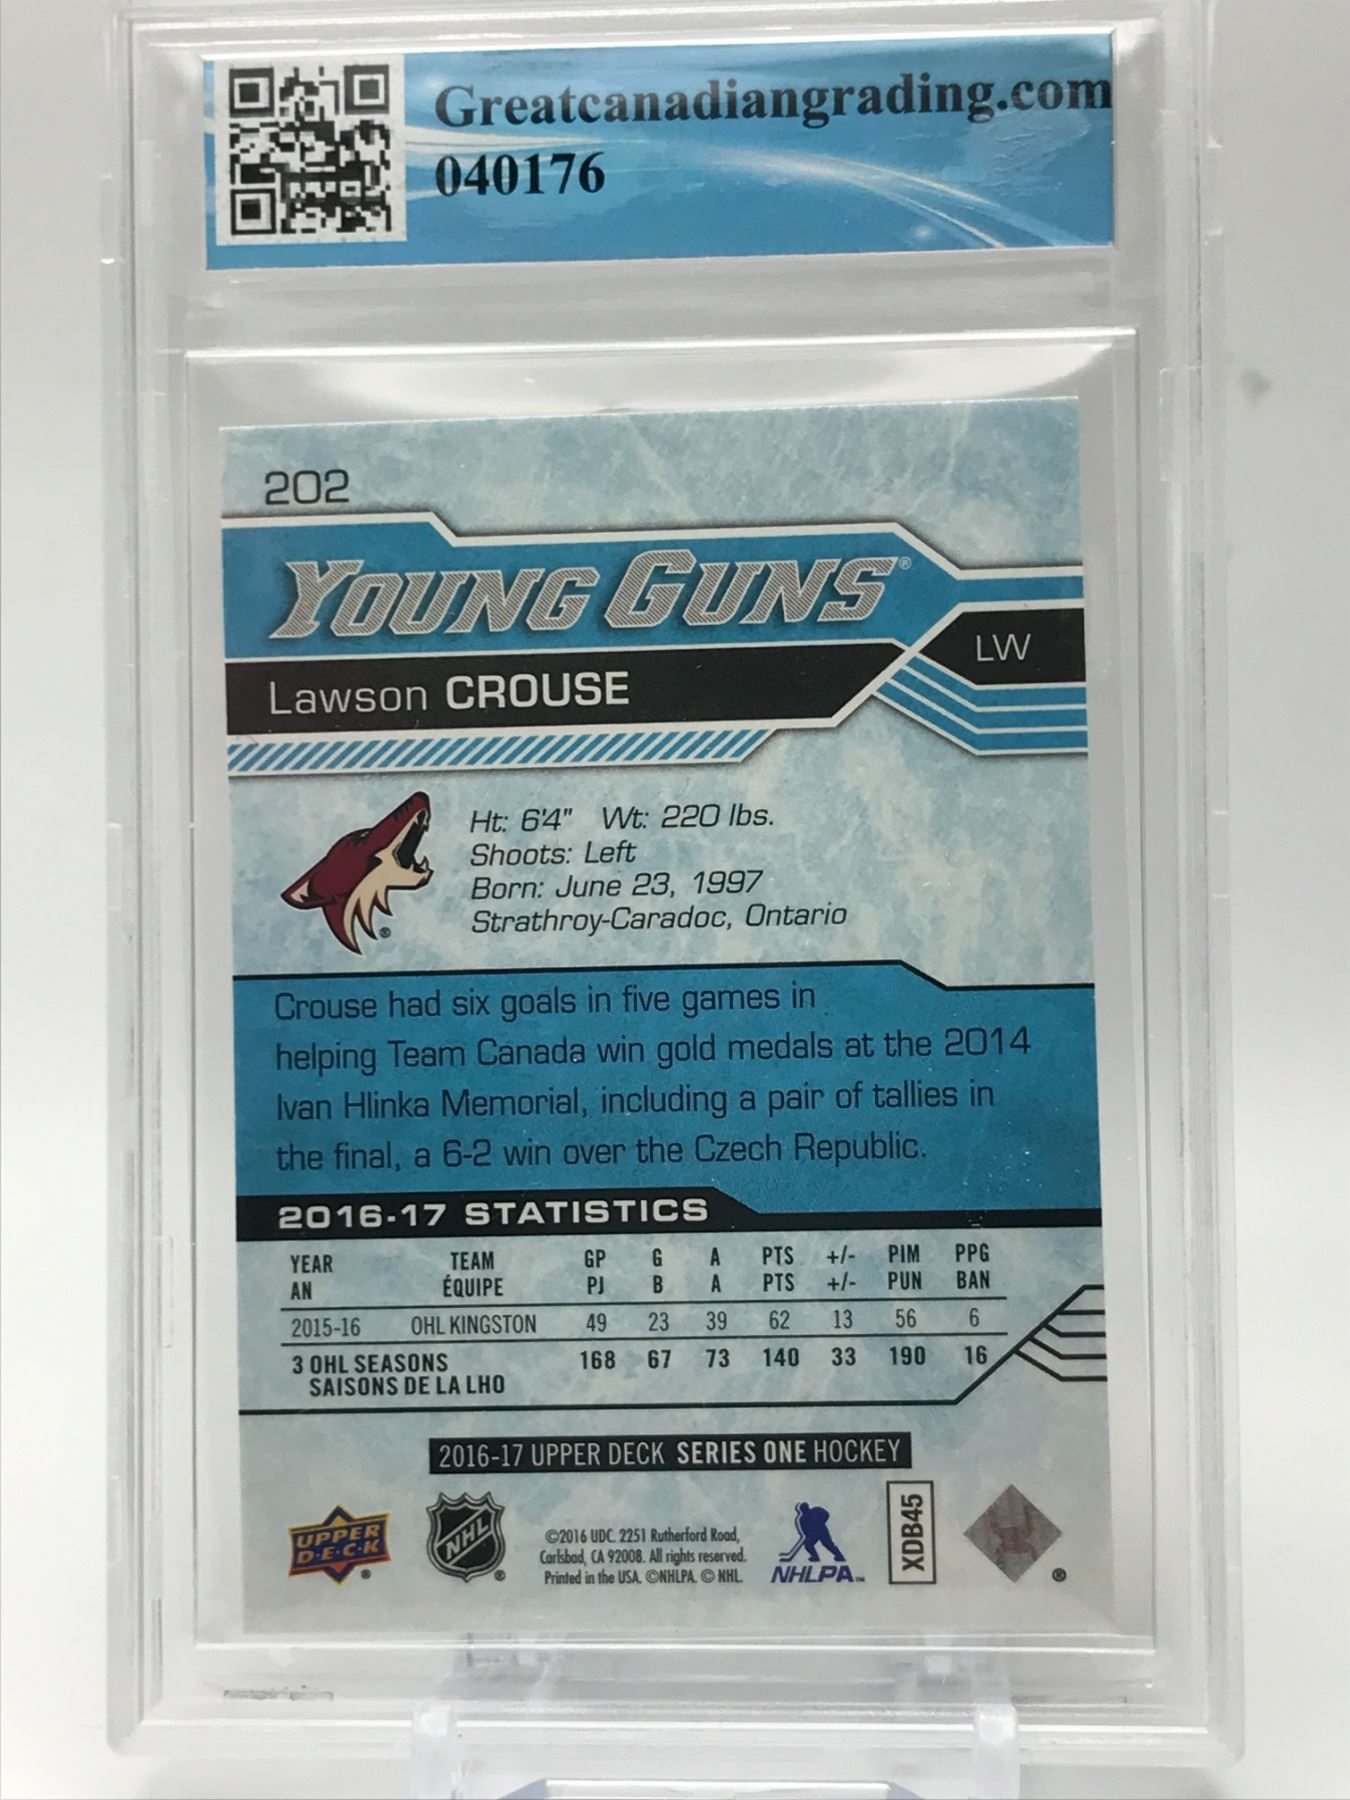 Greatcanadiangrading.com
040176
202
YOUNG GUNS®
LW
Lawson CROUSE
Ht: 6'4" Wt: 220 lbs.
Shoots: Left
Born: June 23, 1997
Strathroy-Caradoc, Ontario
®
Crouse had six goals in five games in
helping Team Canada win gold medals at the 2014
Ivan Hlinka Memorial, including a pair of tallies in
the final, a 6-2 win over the Czech Republic.
2016-17 STATISTICS
YEAR TEAM GP G A PTS +/- PIM PPG
AN ÉQUIPE PJ B A PTS +/- PUN BAN
2015-16 OHL KINGSTON 49 23 39 62 13 56 6
3 OHL SEASONS 168 67 73 140 33 190 16
SAISONS DE LA LHO
2016-17 UPPER DECK SERIES ONE HOCKEY
UPPER
D·E·C·K ®
NHL ®
©2016 UDC. 2251 Rutherford Road,
Carlsbad, CA 92008. All rights reserved.
Printed in the USA. ©NHLPA. © NHL.
NHLPA™
XDB45
®